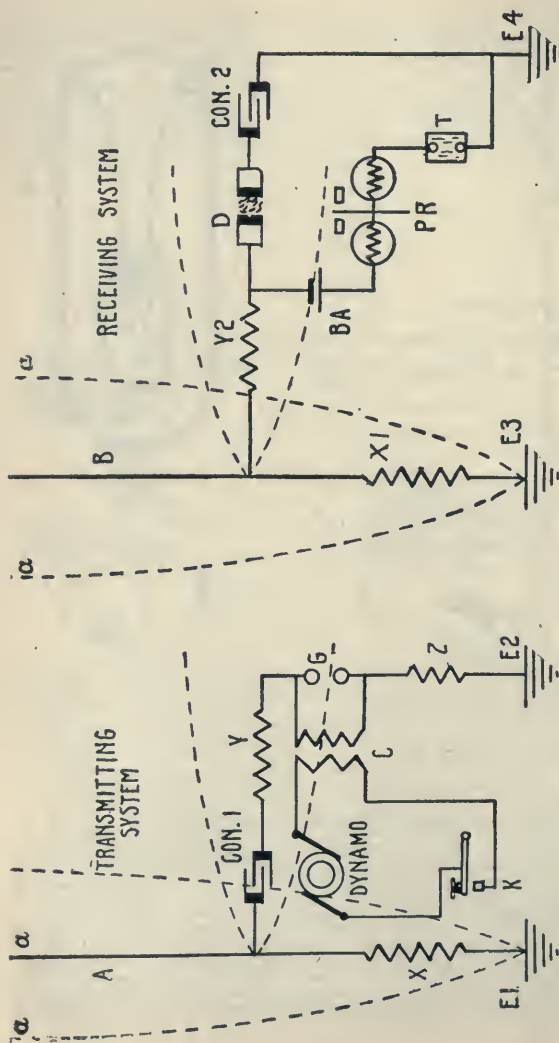 TRANSMITTING
SYSTEM
a
a
A
CON.1
Y
G
DYNAMO
C
X
K
Z
E1
E2
RECEIVING SYSTEM
a
a
B
Y2
D
CON. 2
BA
PR
T
X1
E3
E4